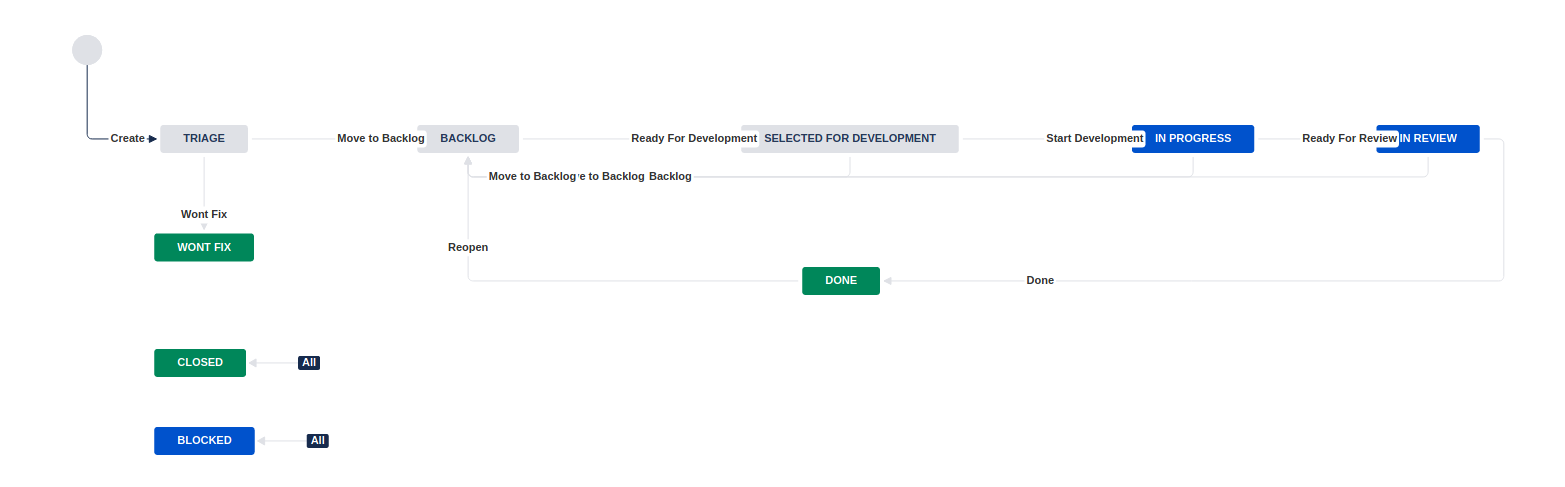 Create
TRIAGE
Move to Backlog
BACKLOG
Ready For Development
SELECTED FOR DEVELOPMENT
Start Development
IN PROGRESS
Ready For Review
IN REVIEW
Move to Backlog
e to Backlog
Backlog
Wont Fix
WONT FIX
Reopen
DONE
Done
CLOSED
All
BLOCKED
All